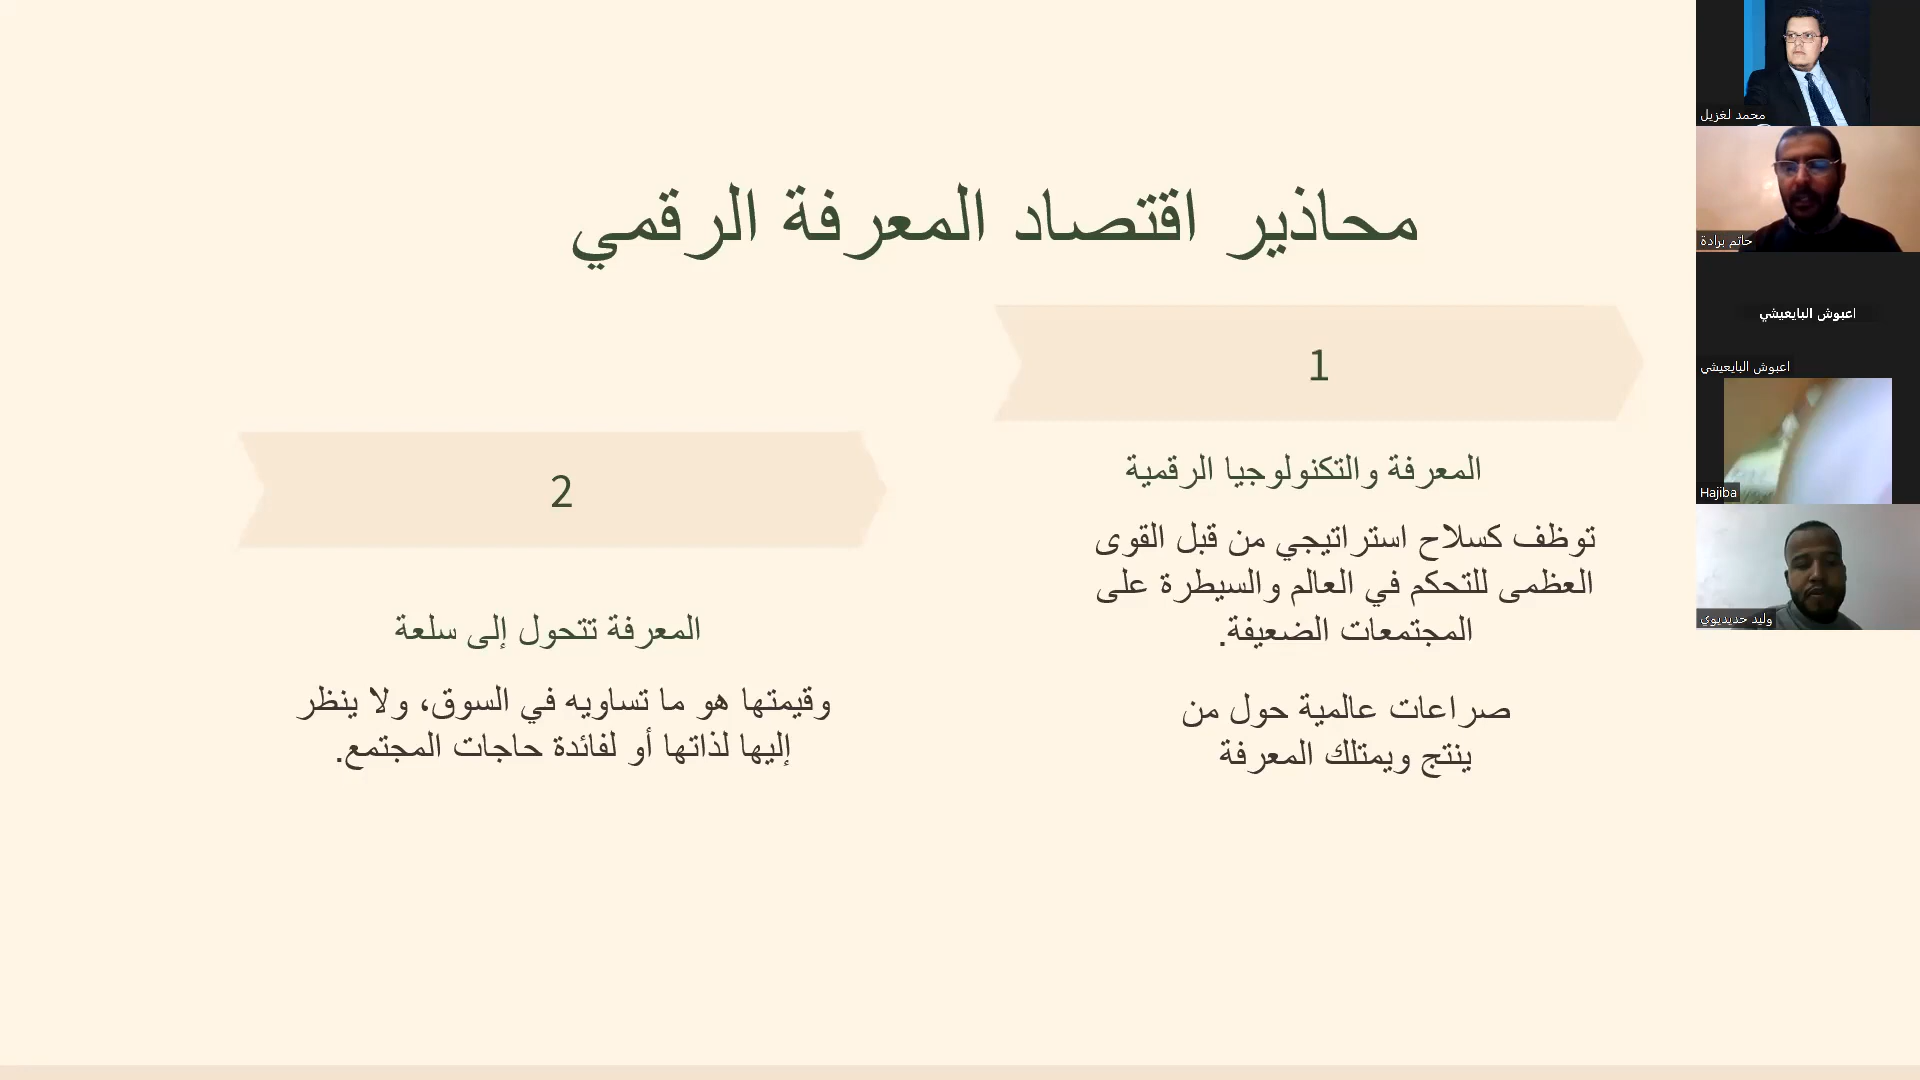 محاذير اقتصاد المعرفة الرقمي
1
المعرفة والتكنولوجيا الرقمية
توظف كسلاح استراتيجي من قبل القوى
العظمى للتحكم في العالم والسيطرة على
المجتمعات الضعيفة.
صراعات عالمية حول من
ينتج ويمتلك المعرفة
2
المعرفة تتحول إلى سلعة
وقيمتها هو ما تساويه في السوق، ولا ينظر
إليها لذاتها أو لفائدة حاجات المجتمع.
محمد لغزيل
حاتم برادة
اعبوش البايعيشي
اعبوش البايعيشي
Hajiba
وليد حديديوي